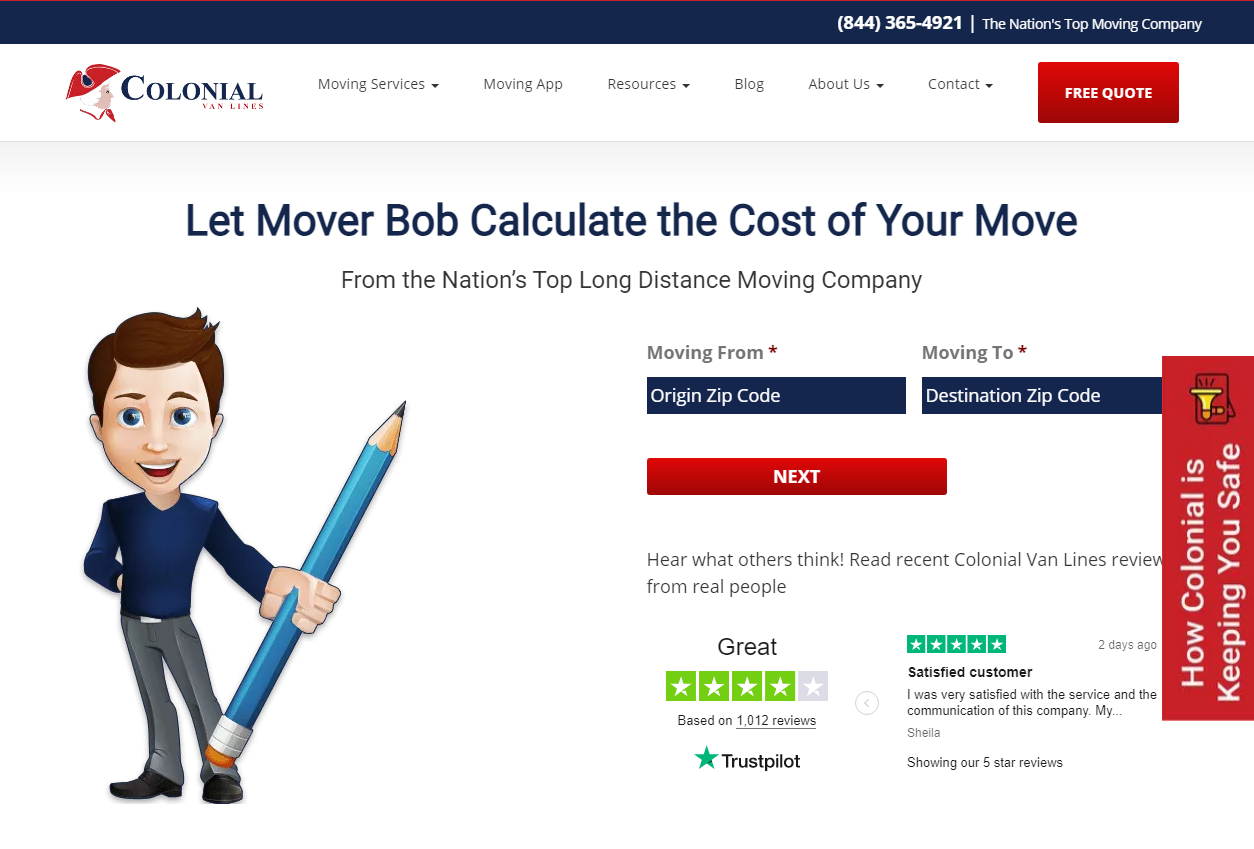 (844) 365-4921 | The Nation's Top Moving Company
COLONIAL
VAN LINES
Moving Services
Moving App
Resources
Blog
About Us
Contact
FREE QUOTE
Let Mover Bob Calculate the Cost of Your Move
From the Nation’s Top Long Distance Moving Company
Moving From *
Moving To *
Origin Zip Code
Destination Zip Code
NEXT
How Colonial is
Keeping You Safe
Hear what others think! Read recent Colonial Van Lines review
from real people
Great
Based on 1,012 reviews
Trustpilot
2 days ago
Satisfied customer
I was very satisfied with the service and the
communication of this company. My...
Sheila
Showing our 5 star reviews